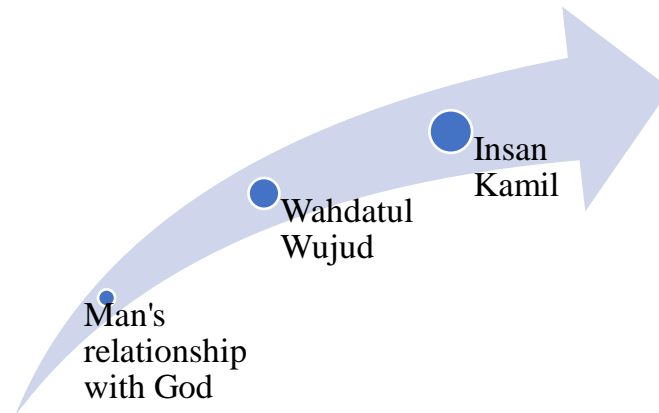 Man's
relationship
with God
Wahdatul
Wujud
Insan
Kamil